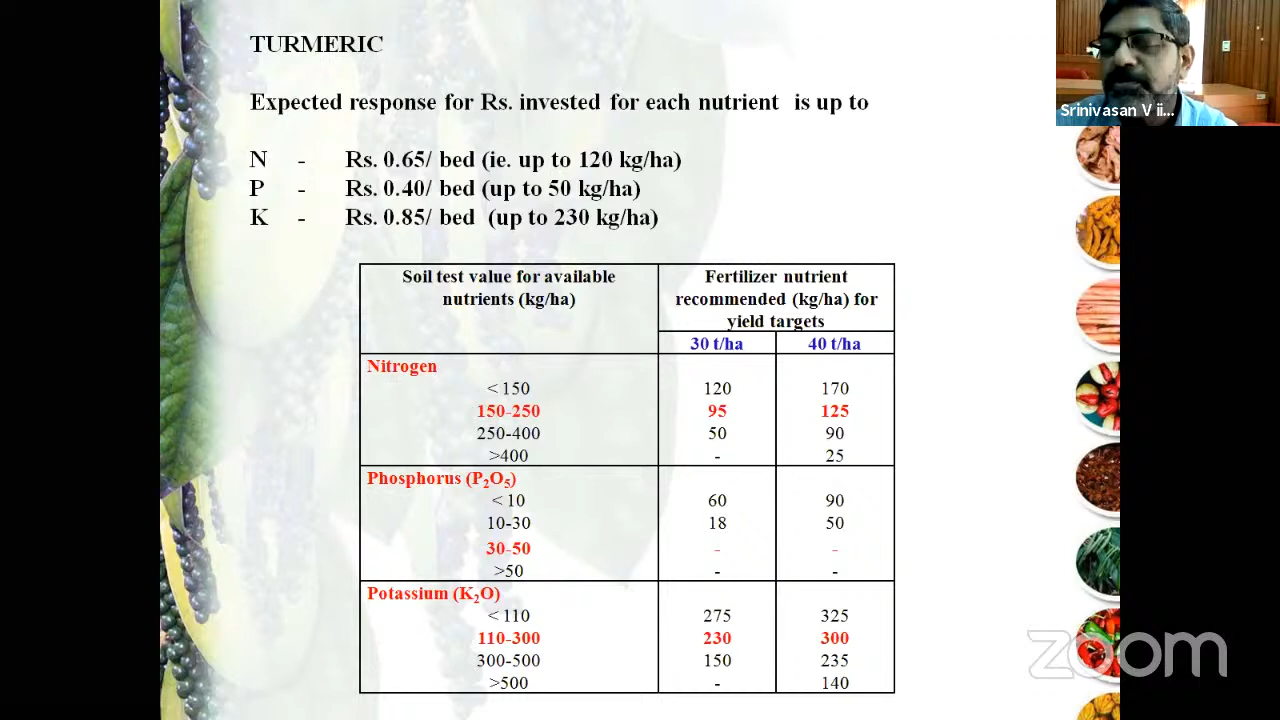 TURMERIC
Expected response for Rs. invested for each nutrient is up to
N - Rs. 0.65/ bed (ie. up to 120 kg/ha)
P - Rs. 0.40/ bed (up to 50 kg/ha)
K - Rs. 0.85/ bed (up to 230 kg/ha)
Soil test value for available
nutrients (kg/ha)
Fertilizer nutrient
recommended (kg/ha) for
yield targets
30 t/ha 40 t/ha
Nitrogen
< 150 120 170
150-250 95 125
250-400 50 90
>400 - 25
Phosphorus (P₂O₅)
< 10 60 90
10-30 18 50
30-50 - -
>50 - -
Potassium (K₂O)
< 110 275 325
110-300 230 300
300-500 150 235
>500 - 140
Srinivasan V ii...
zoom